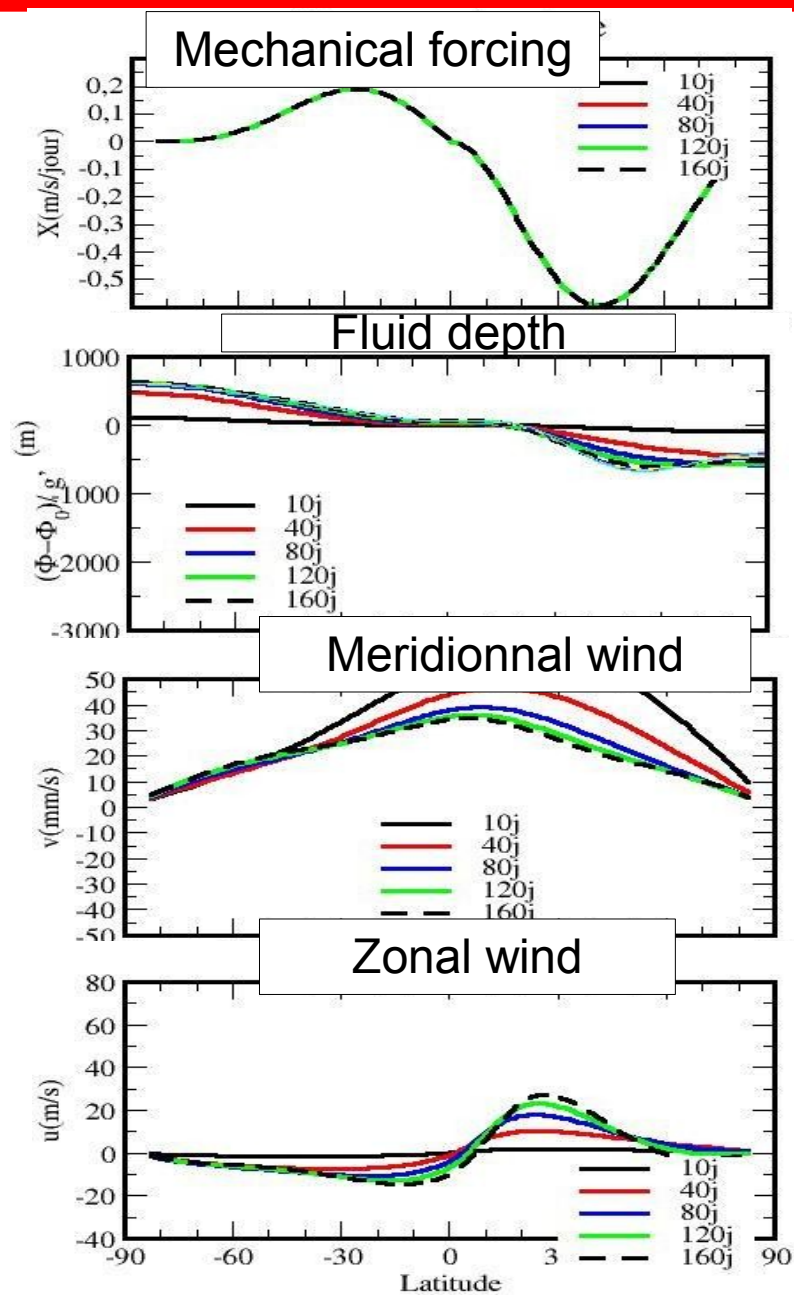 Mechanical forcing
e
X(m/s/jour)
0,2
0.1
0
-0.1
-0.2
-0,3
-0,4
-0,5
10j
40j
80j
120j
160j
Fluid depth
(Φ-Φ0)/g, (m)
1000
0
1000
-2000
-3000
10j
40j
80j
120j
160j
Meridionnal wind
v(mm/s)
50
40
30
20
10
0
-10
-20
-30
-40
-50
10j
40j
80j
120j
160j
Zonal wind
u(m/s)
80
60
40
20
0
-20
-40
10j
40j
80j
120j
160j
-90
-60
-30
0
3
90
Latitude